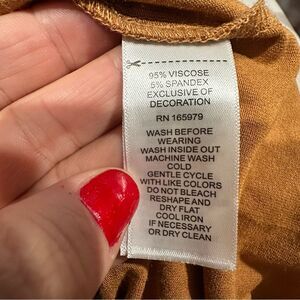 95% VISCOSE
5% SPANDEX
EXCLUSIVE OF
DECORATION
RN 165979
WASH BEFORE
WEARING
WASH INSIDE OUT
MACHINE WASH
COLD
GENTLE CYCLE
WITH LIKE COLORS
DO NOT BLEACH
RESHAPE AND
DRY FLAT
COOL IRON
IF NECESSARY
OR DRY CLEAN